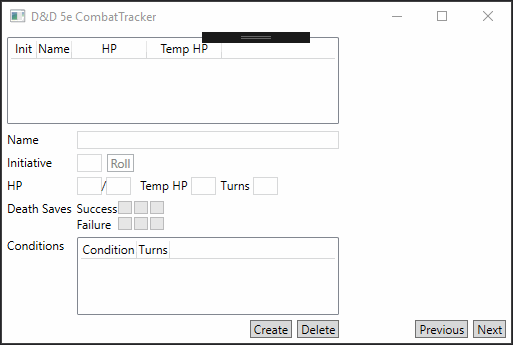 D&D 5e CombatTracker
Init Name HP Temp HP
Name
Initiative Roll
HP / Temp HP Turns
Death Saves Success
Failure
Conditions Condition Turns
Create Delete Previous Next